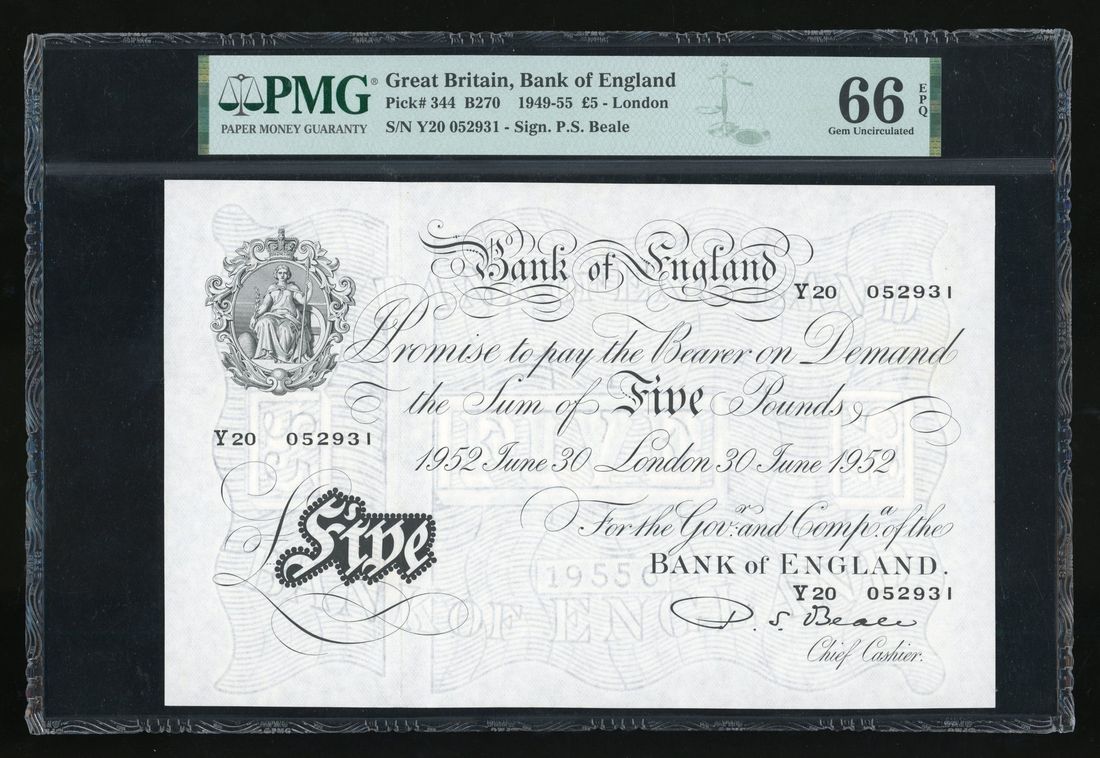 PMG®
PAPER MONEY GUARANTY
Great Britain, Bank of England
Pick# 344 B270 1949-55 £5 - London
S/N Y20 052931 - Sign. P.S. Beale
66 EPQ
Gem Uncirculated
Bank of England
Y20 052931
I Promise to pay the Bearer on Demand
the Sum of Five Pounds
Y20 052931
1952 June 30 London 30 June 1952
£Five
For the Govr. and Compa. of the
BANK of ENGLAND.
Y20 052931
P. S. Beale
Chief Cashier.